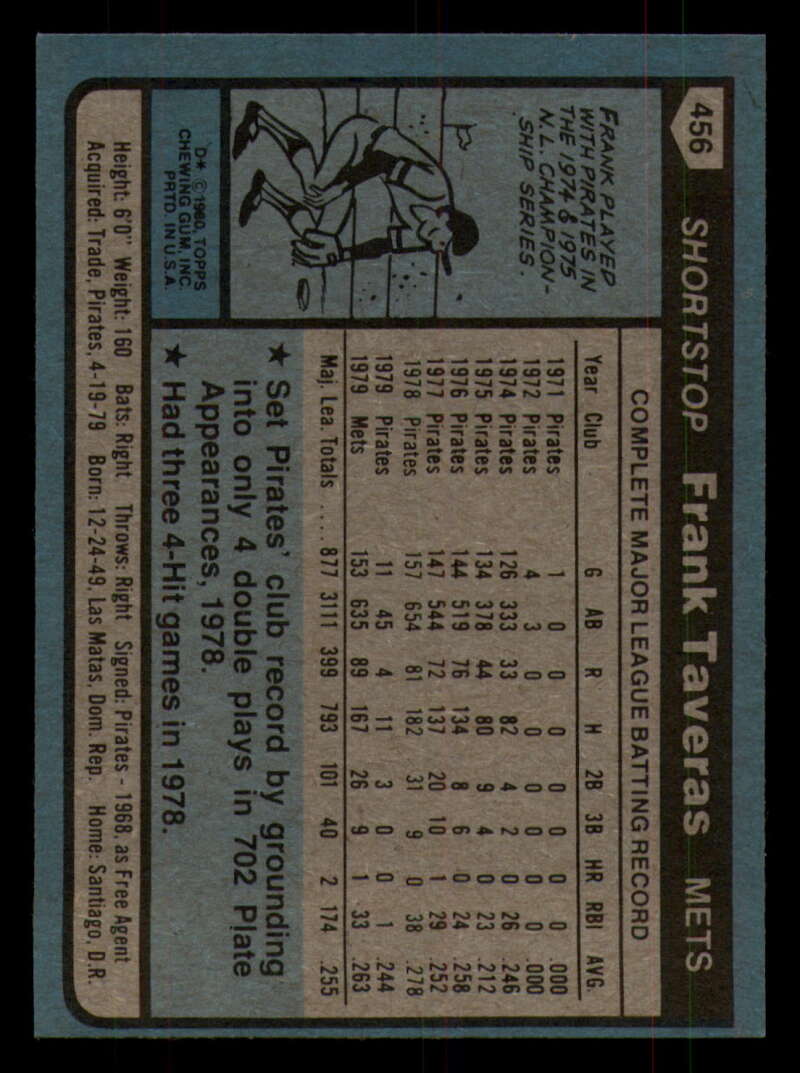 456
SHORTSTOP Frank Taveras METS
FRANK PLAYED
WITH PIRATES IN
THE 1974 & 1975
N.L. CHAMPION-
SHIP SERIES.
D* © 1980, TOPPS
CHEWING GUM, INC.
PRTD. IN U.S.A.
COMPLETE MAJOR LEAGUE BATTING RECORD
Year Club G AB R H 2B 3B HR RBI AVG.
1971 Pirates 1 0 0 0 0 0 0 0 .000
1972 Pirates 4 3 0 0 0 0 0 0 .000
1974 Pirates 126 333 33 82 4 2 0 26 .246
1975 Pirates 134 378 44 80 9 4 0 23 .212
1976 Pirates 144 519 76 134 8 6 0 24 .258
1977 Pirates 147 544 72 137 20 10 1 29 .252
1978 Pirates 157 654 81 182 31 9 0 38 .278
1979 Pirates 11 45 4 11 3 0 0 1 .244
1979 Mets 153 635 89 167 26 9 1 33 .263
Maj. Lea. Totals .... 877 3111 399 793 101 40 2 174 .255
★ Set Pirates' club record by grounding
into only 4 double plays in 702 Plate
Appearances, 1978.
★ Had three 4-Hit games in 1978.
Height: 6'0" Weight: 160 Bats: Right Throws: Right Signed: Pirates - 1968, as Free Agent
Acquired: Trade, Pirates, 4-19-79 Born: 12-24-49, Las Matas, Dom. Rep. Home: Santiago, D.R.